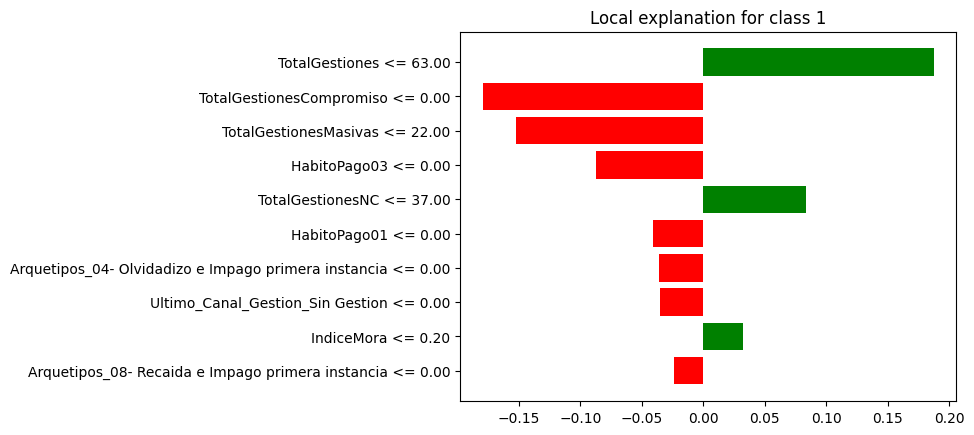 Local explanation for class 1
TotalGestiones <= 63.00
TotalGestionesCompromiso <= 0.00
TotalGestionesMasivas <= 22.00
HabitoPago03 <= 0.00
TotalGestionesNC <= 37.00
HabitoPago01 <= 0.00
Arquetipos_04- Olvidadizo e Impago primera instancia <= 0.00
Ultimo_Canal_Gestion_Sin Gestion <= 0.00
IndiceMora <= 0.20
Arquetipos_08- Recaida e Impago primera instancia <= 0.00
−0.15 −0.10 −0.05 0.00 0.05 0.10 0.15 0.20